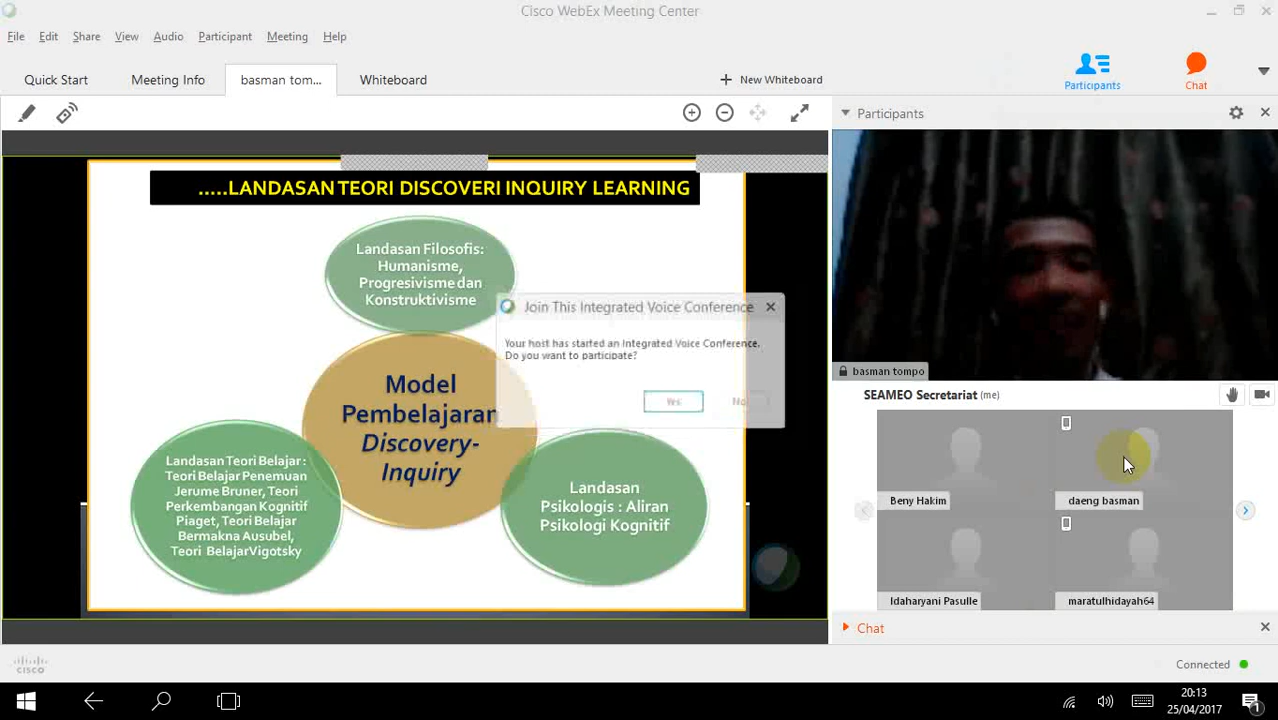 Cisco WebEx Meeting Center
File Edit Share View Audio Participant Meeting Help
Quick Start Meeting Info basman tom... Whiteboard + New Whiteboard
Participants Chat
Participants
.....LANDASAN TEORI DISCOVERI INQUIRY LEARNING
Landasan Filosofis:
Humanisme,
Progresivisme dan
Konstruktivisme
Join This Integrated Voice Conference
Your host has started an Integrated Voice Conference.
Do you want to participate?
Yes No
Model
Pembelajaran
Discovery-
Inquiry
Landasan Teori Belajar :
Teori Belajar Penemuan
Jerume Bruner, Teori
Perkembangan Kognitif
Piaget, Teori Belajar
Bermakna Ausubel,
Teori BelajarVigotsky
Landasan
Psikologis : Aliran
Psikologi Kognitif
basman tompo
SEAMEO Secretariat (me)
Beny Hakim daeng basman
Idaharyani Pasulle maratulhidayah64
Chat
cisco
Connected
20:13
25/04/2017
1